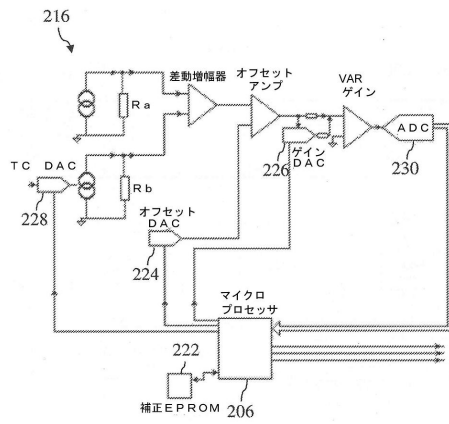 216
差動増幅器
オフセット
アンプ
VAR
ゲイン
Ra
ADC
226
ゲイン
DAC
230
TC DAC
Rb
228
オフセット
DAC
224
マイクロ
プロセッサ
222
補正EPROM
206